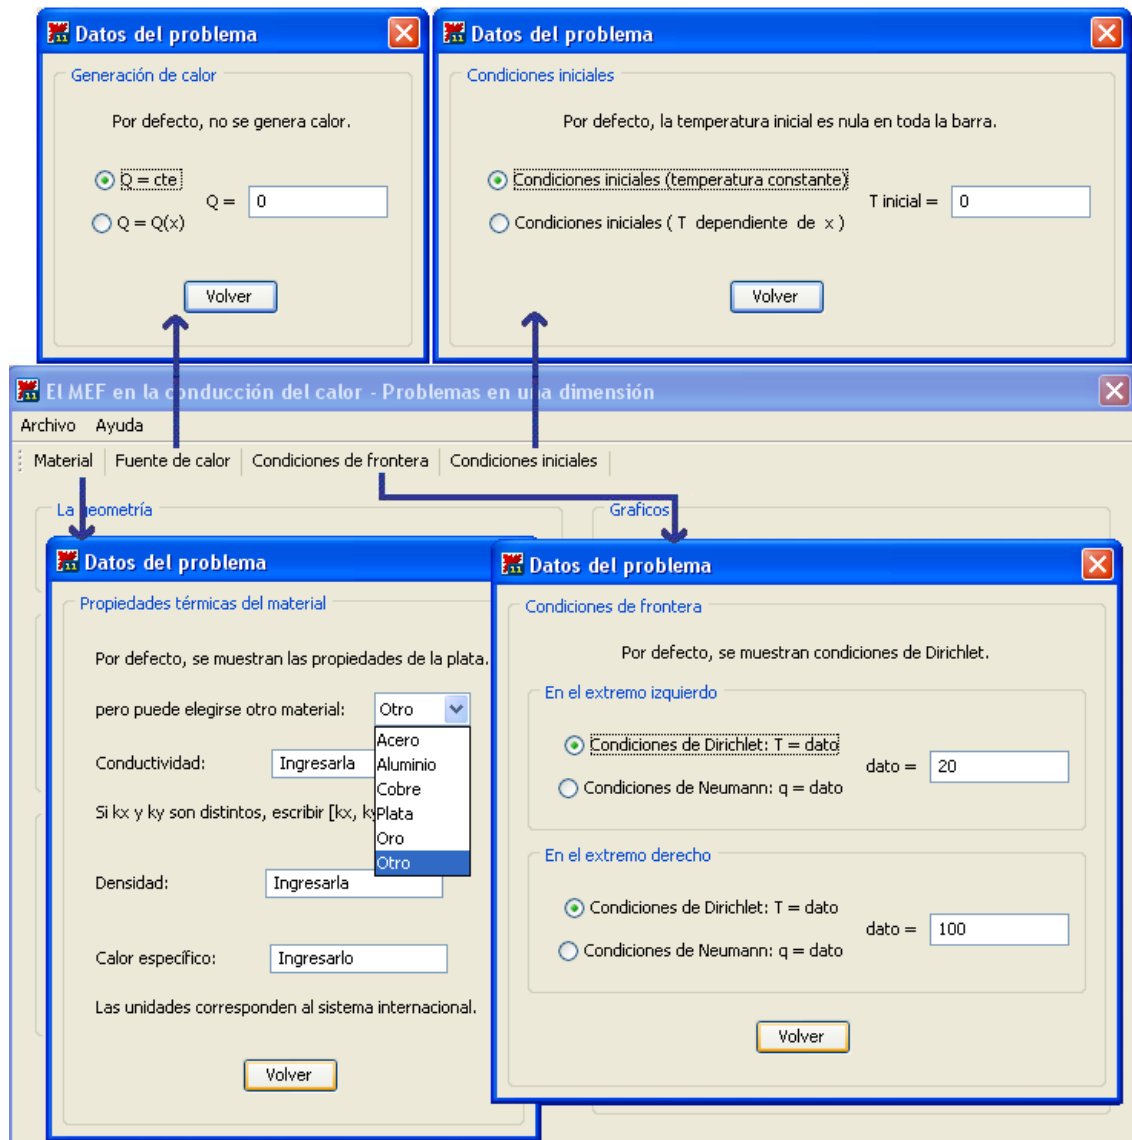 Datos del problema
Generación de calor
Por defecto, no se genera calor.
Q = cte
Q = Q(x)
Q = 0
Volver
Datos del problema
Condiciones iniciales
Por defecto, la temperatura inicial es nula en toda la barra.
Condiciones iniciales (temperatura constante)
Condiciones iniciales ( T dependiente de x )
T inicial = 0
Volver
El MEF en la conducción del calor - Problemas en una dimensión
Archivo Ayuda
Material Fuente de calor Condiciones de frontera Condiciones iniciales
La geometría
Graficos
Datos del problema
Propiedades térmicas del material
Por defecto, se muestran las propiedades de la plata.
pero puede elegirse otro material: Otro
Acero
Aluminio
Cobre
Plata
Oro
Otro
Conductividad: Ingresarla
Si kx y ky son distintos, escribir [kx, ky
Densidad: Ingresarla
Calor específico: Ingresarlo
Las unidades corresponden al sistema internacional.
Volver
Datos del problema
Condiciones de frontera
Por defecto, se muestran condiciones de Dirichlet.
En el extremo izquierdo
Condiciones de Dirichlet: T = dato
Condiciones de Neumann: q = dato
dato = 20
En el extremo derecho
Condiciones de Dirichlet: T = dato
Condiciones de Neumann: q = dato
dato = 100
Volver